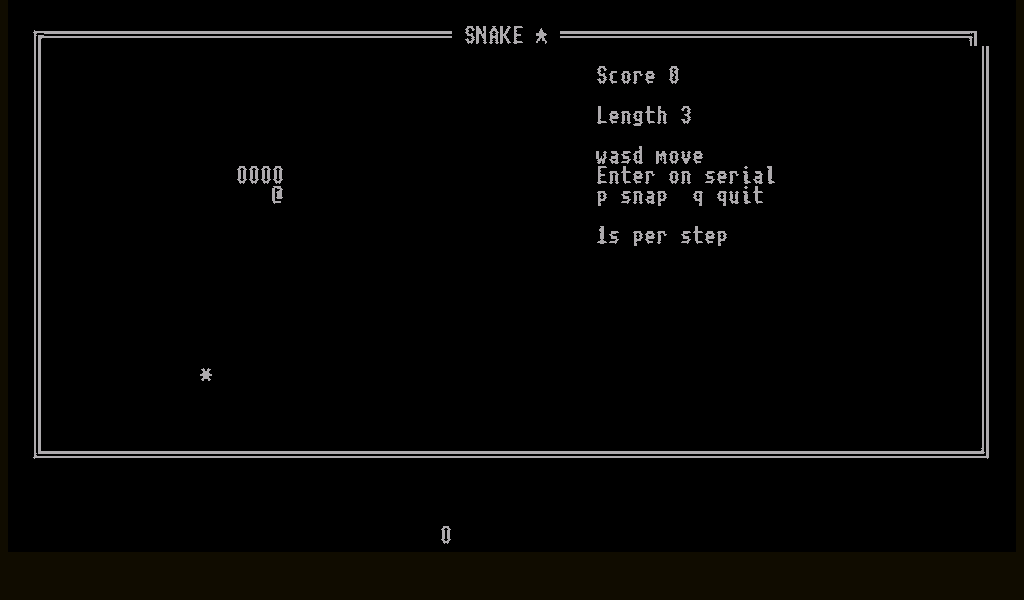 SNAKE ★
Score 0
Length 3
wasd move
0000
Enter on serial
@
p snap  q quit
1s per step
*
0